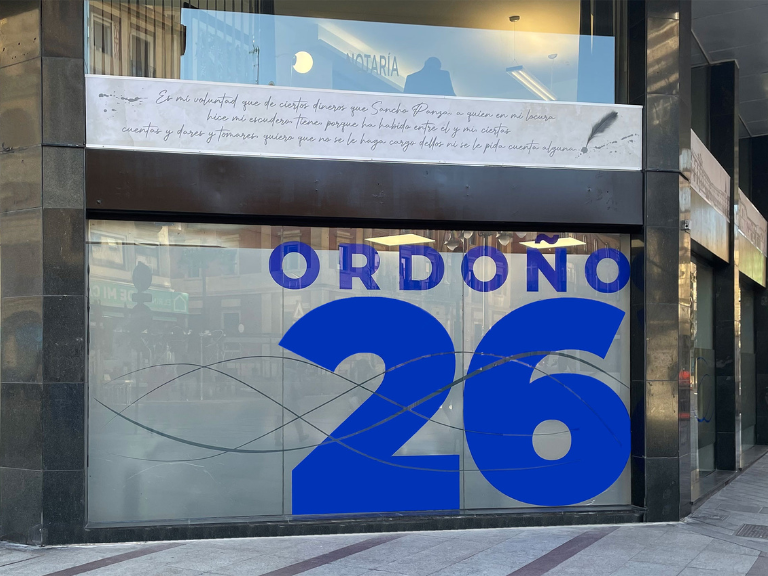 NOTARÍA
Es mi voluntad que de ciertos dineros que Sancho Panza, a quien en mi locura
hice mi escudero, tiene, porque ha habido entre él y mí ciertas
cuentas y dares y tomares, quiero que no se le haga cargo dellos ni se le pida cuenta alguna
ORDOÑO
26